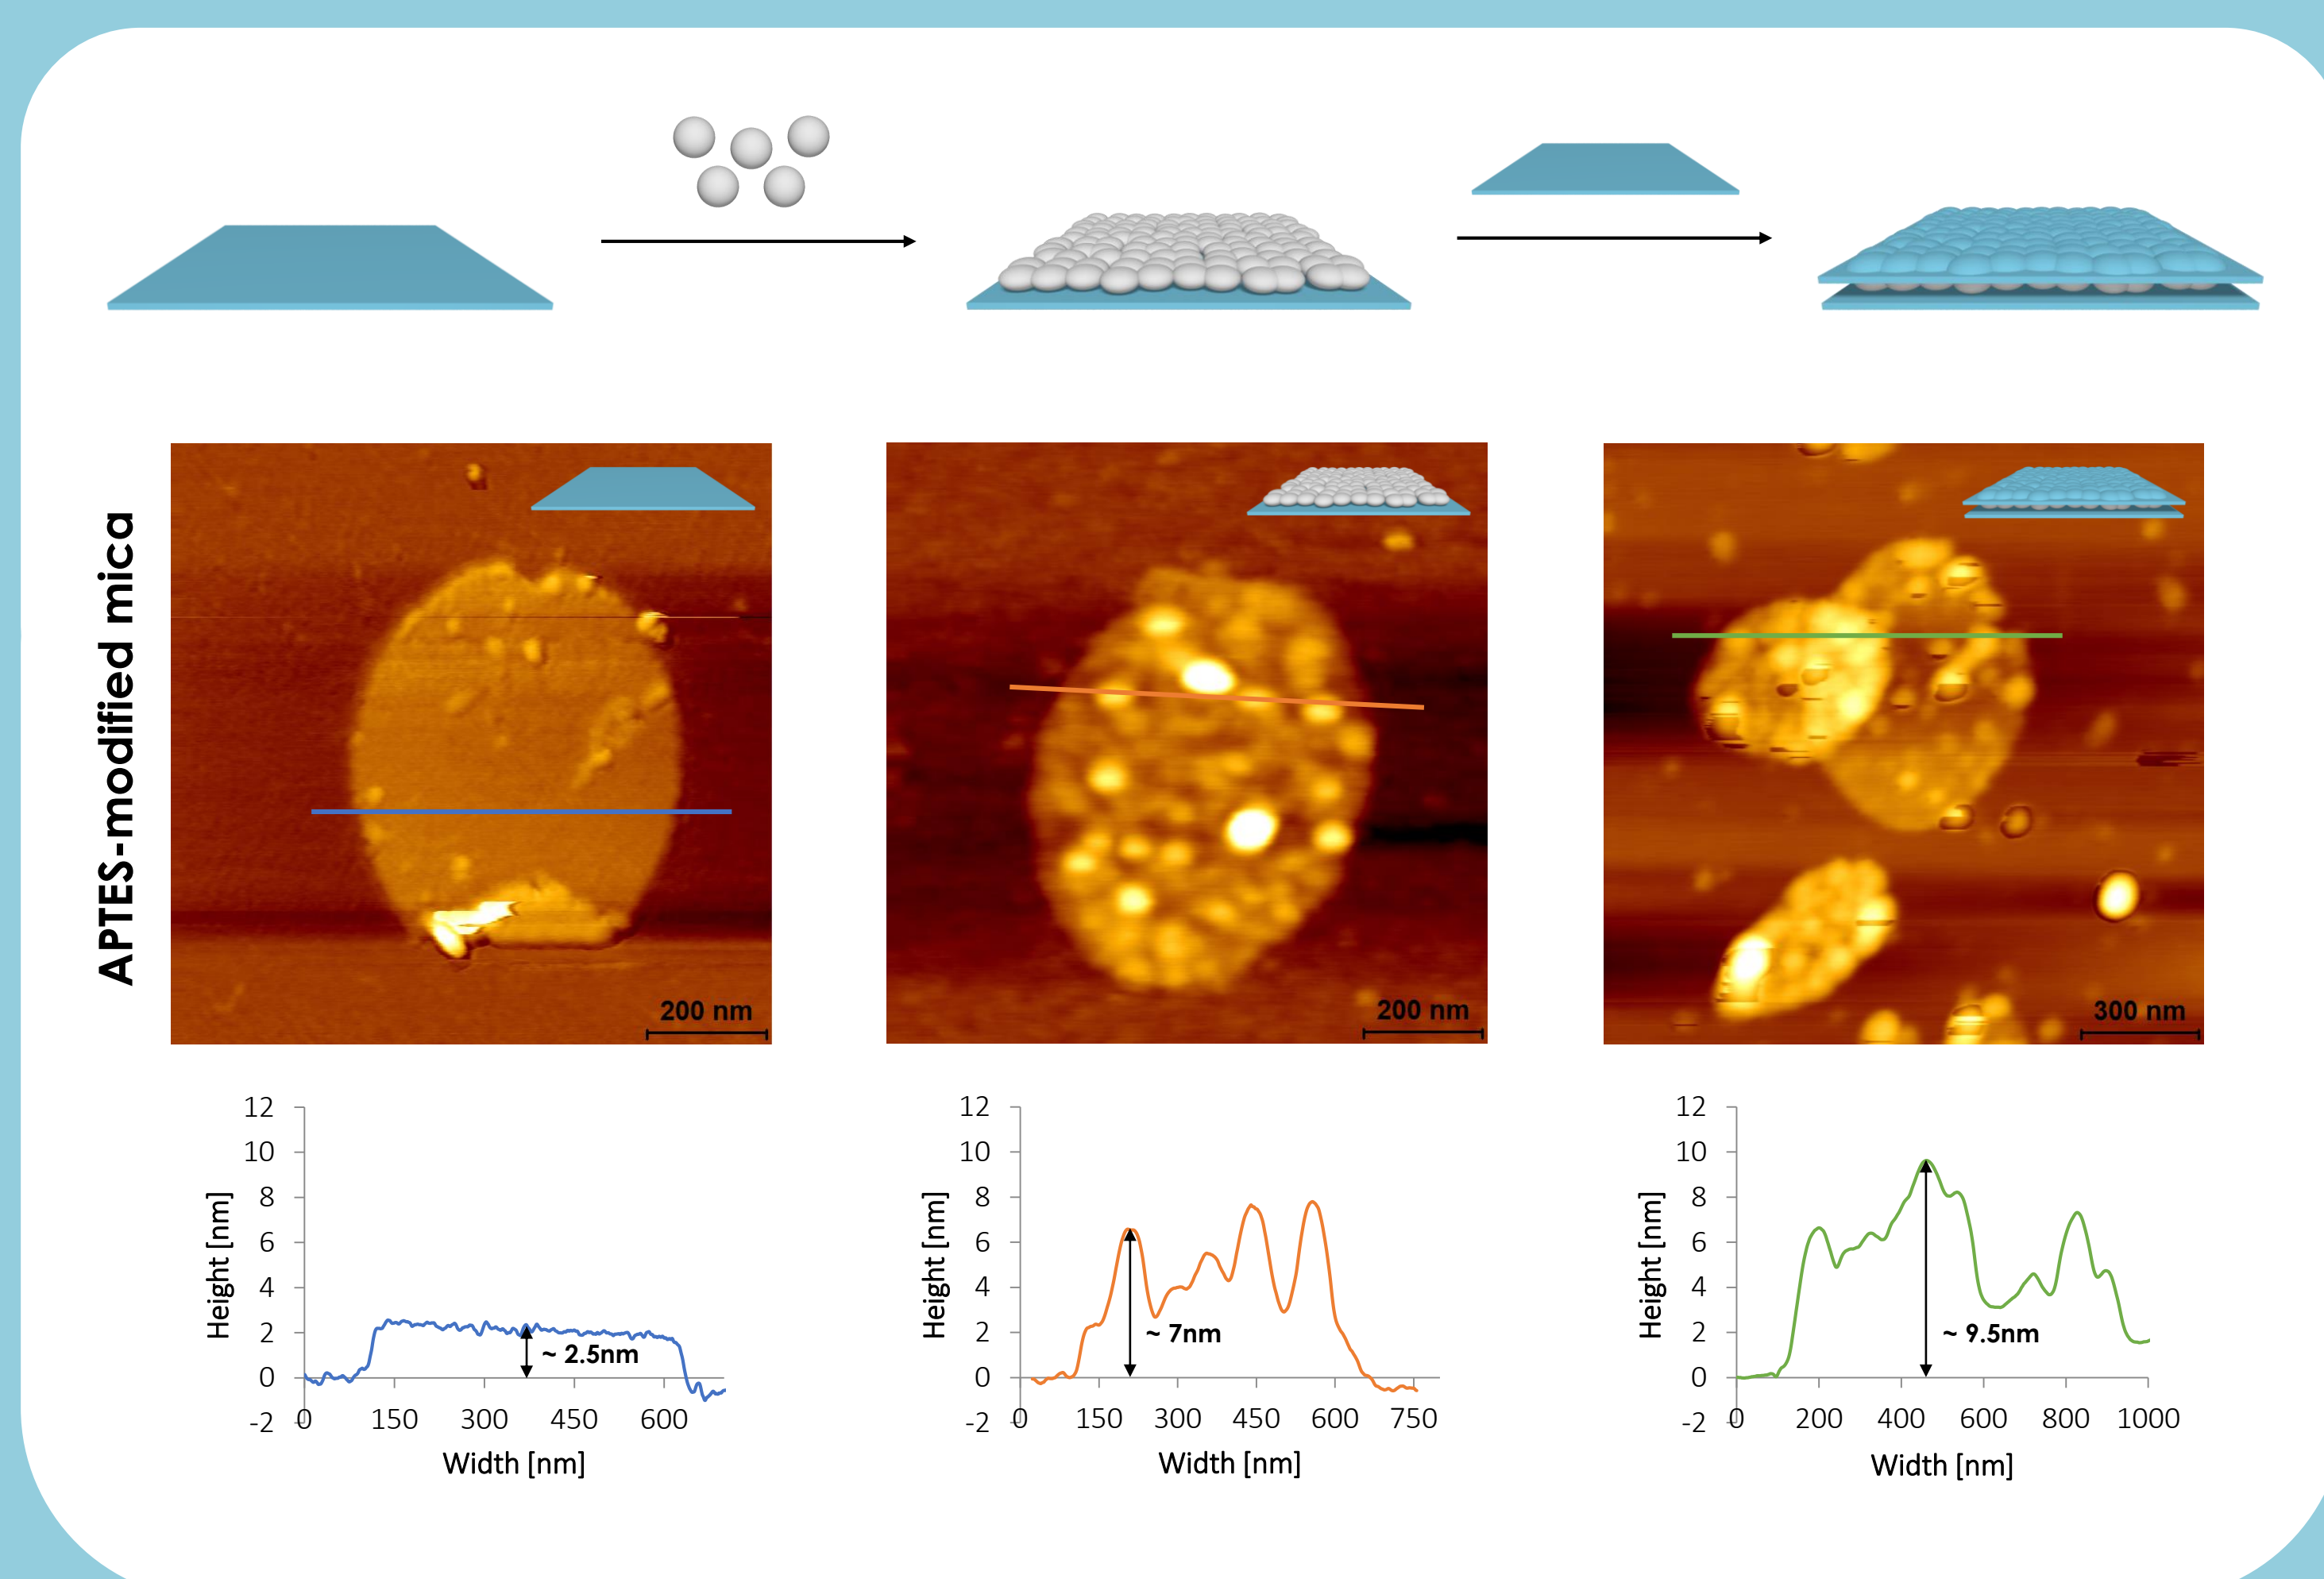 APTES-modified mica
200 nm
200 nm
300 nm
12
10
8
6
4
2
0
-2
Height [nm]
~ 2.5nm
0 150 300 450 600
Width [nm]
12
10
8
6
4
2
0
-2
Height [nm]
~ 7nm
0 150 300 450 600 750
Width [nm]
12
10
8
6
4
2
0
-2
Height [nm]
~ 9.5nm
0 200 400 600 800 1000
Width [nm]